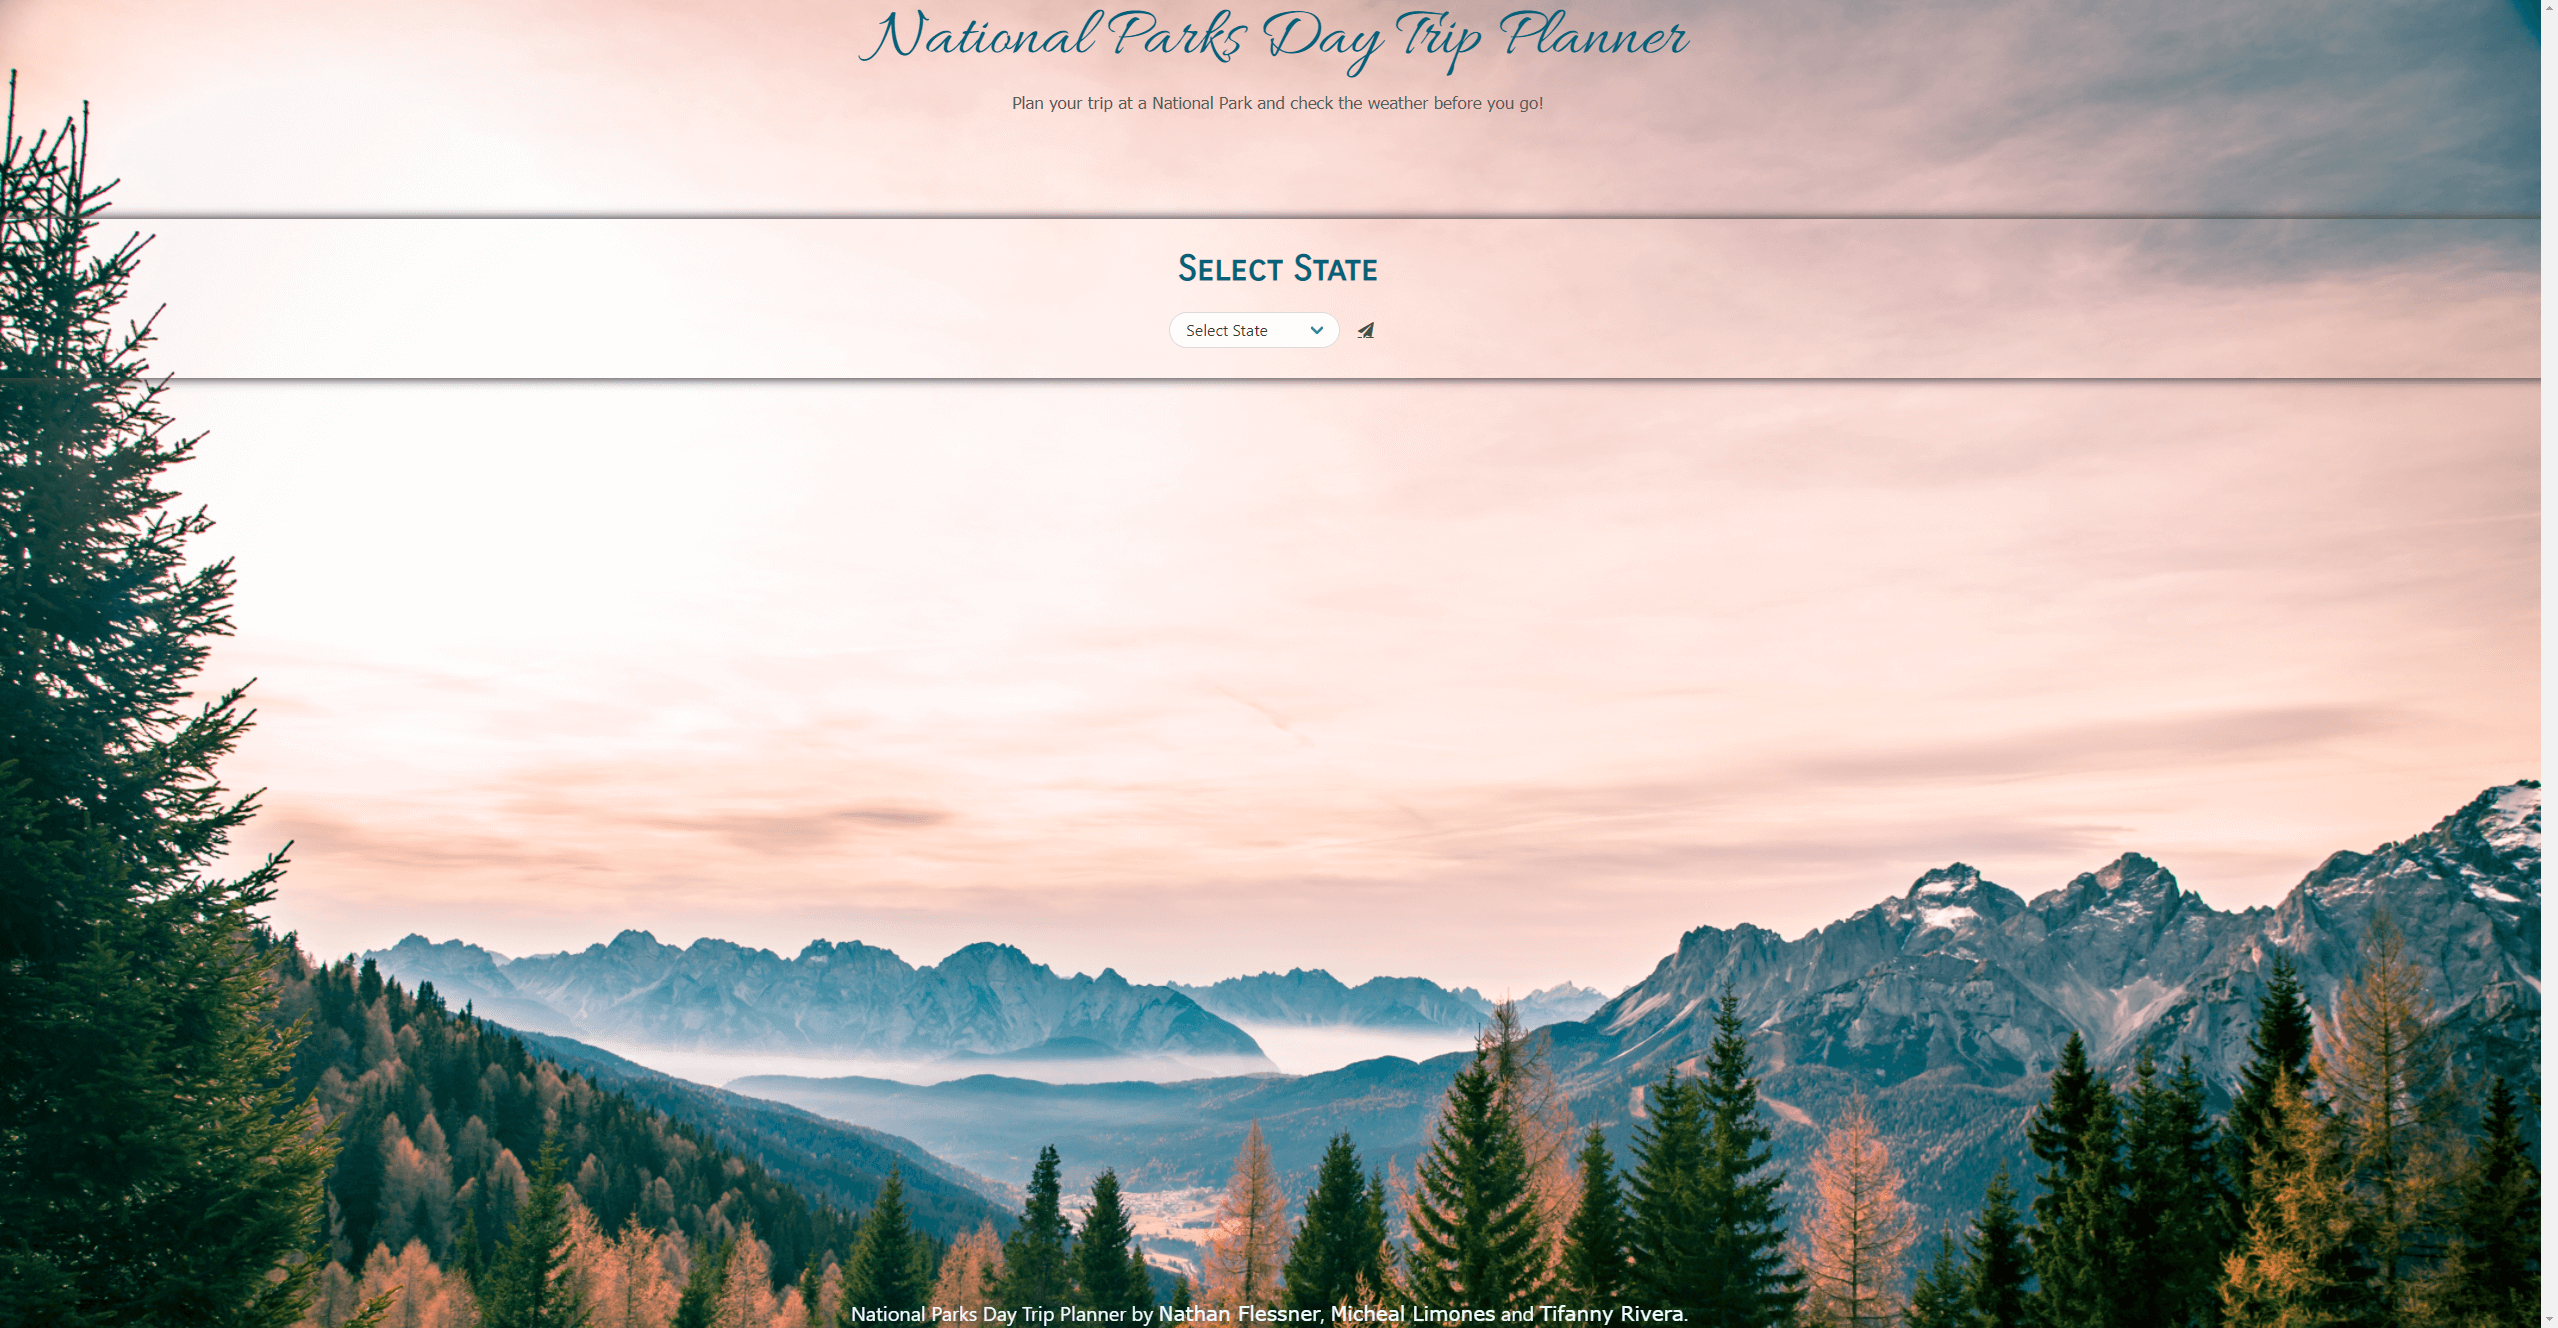 National Parks Day Trip Planner
Plan your trip at a National Park and check the weather before you go!
Select State
Select State
National Parks Day Trip Planner by Nathan Flessner, Micheal Limones and Tifanny Rivera.